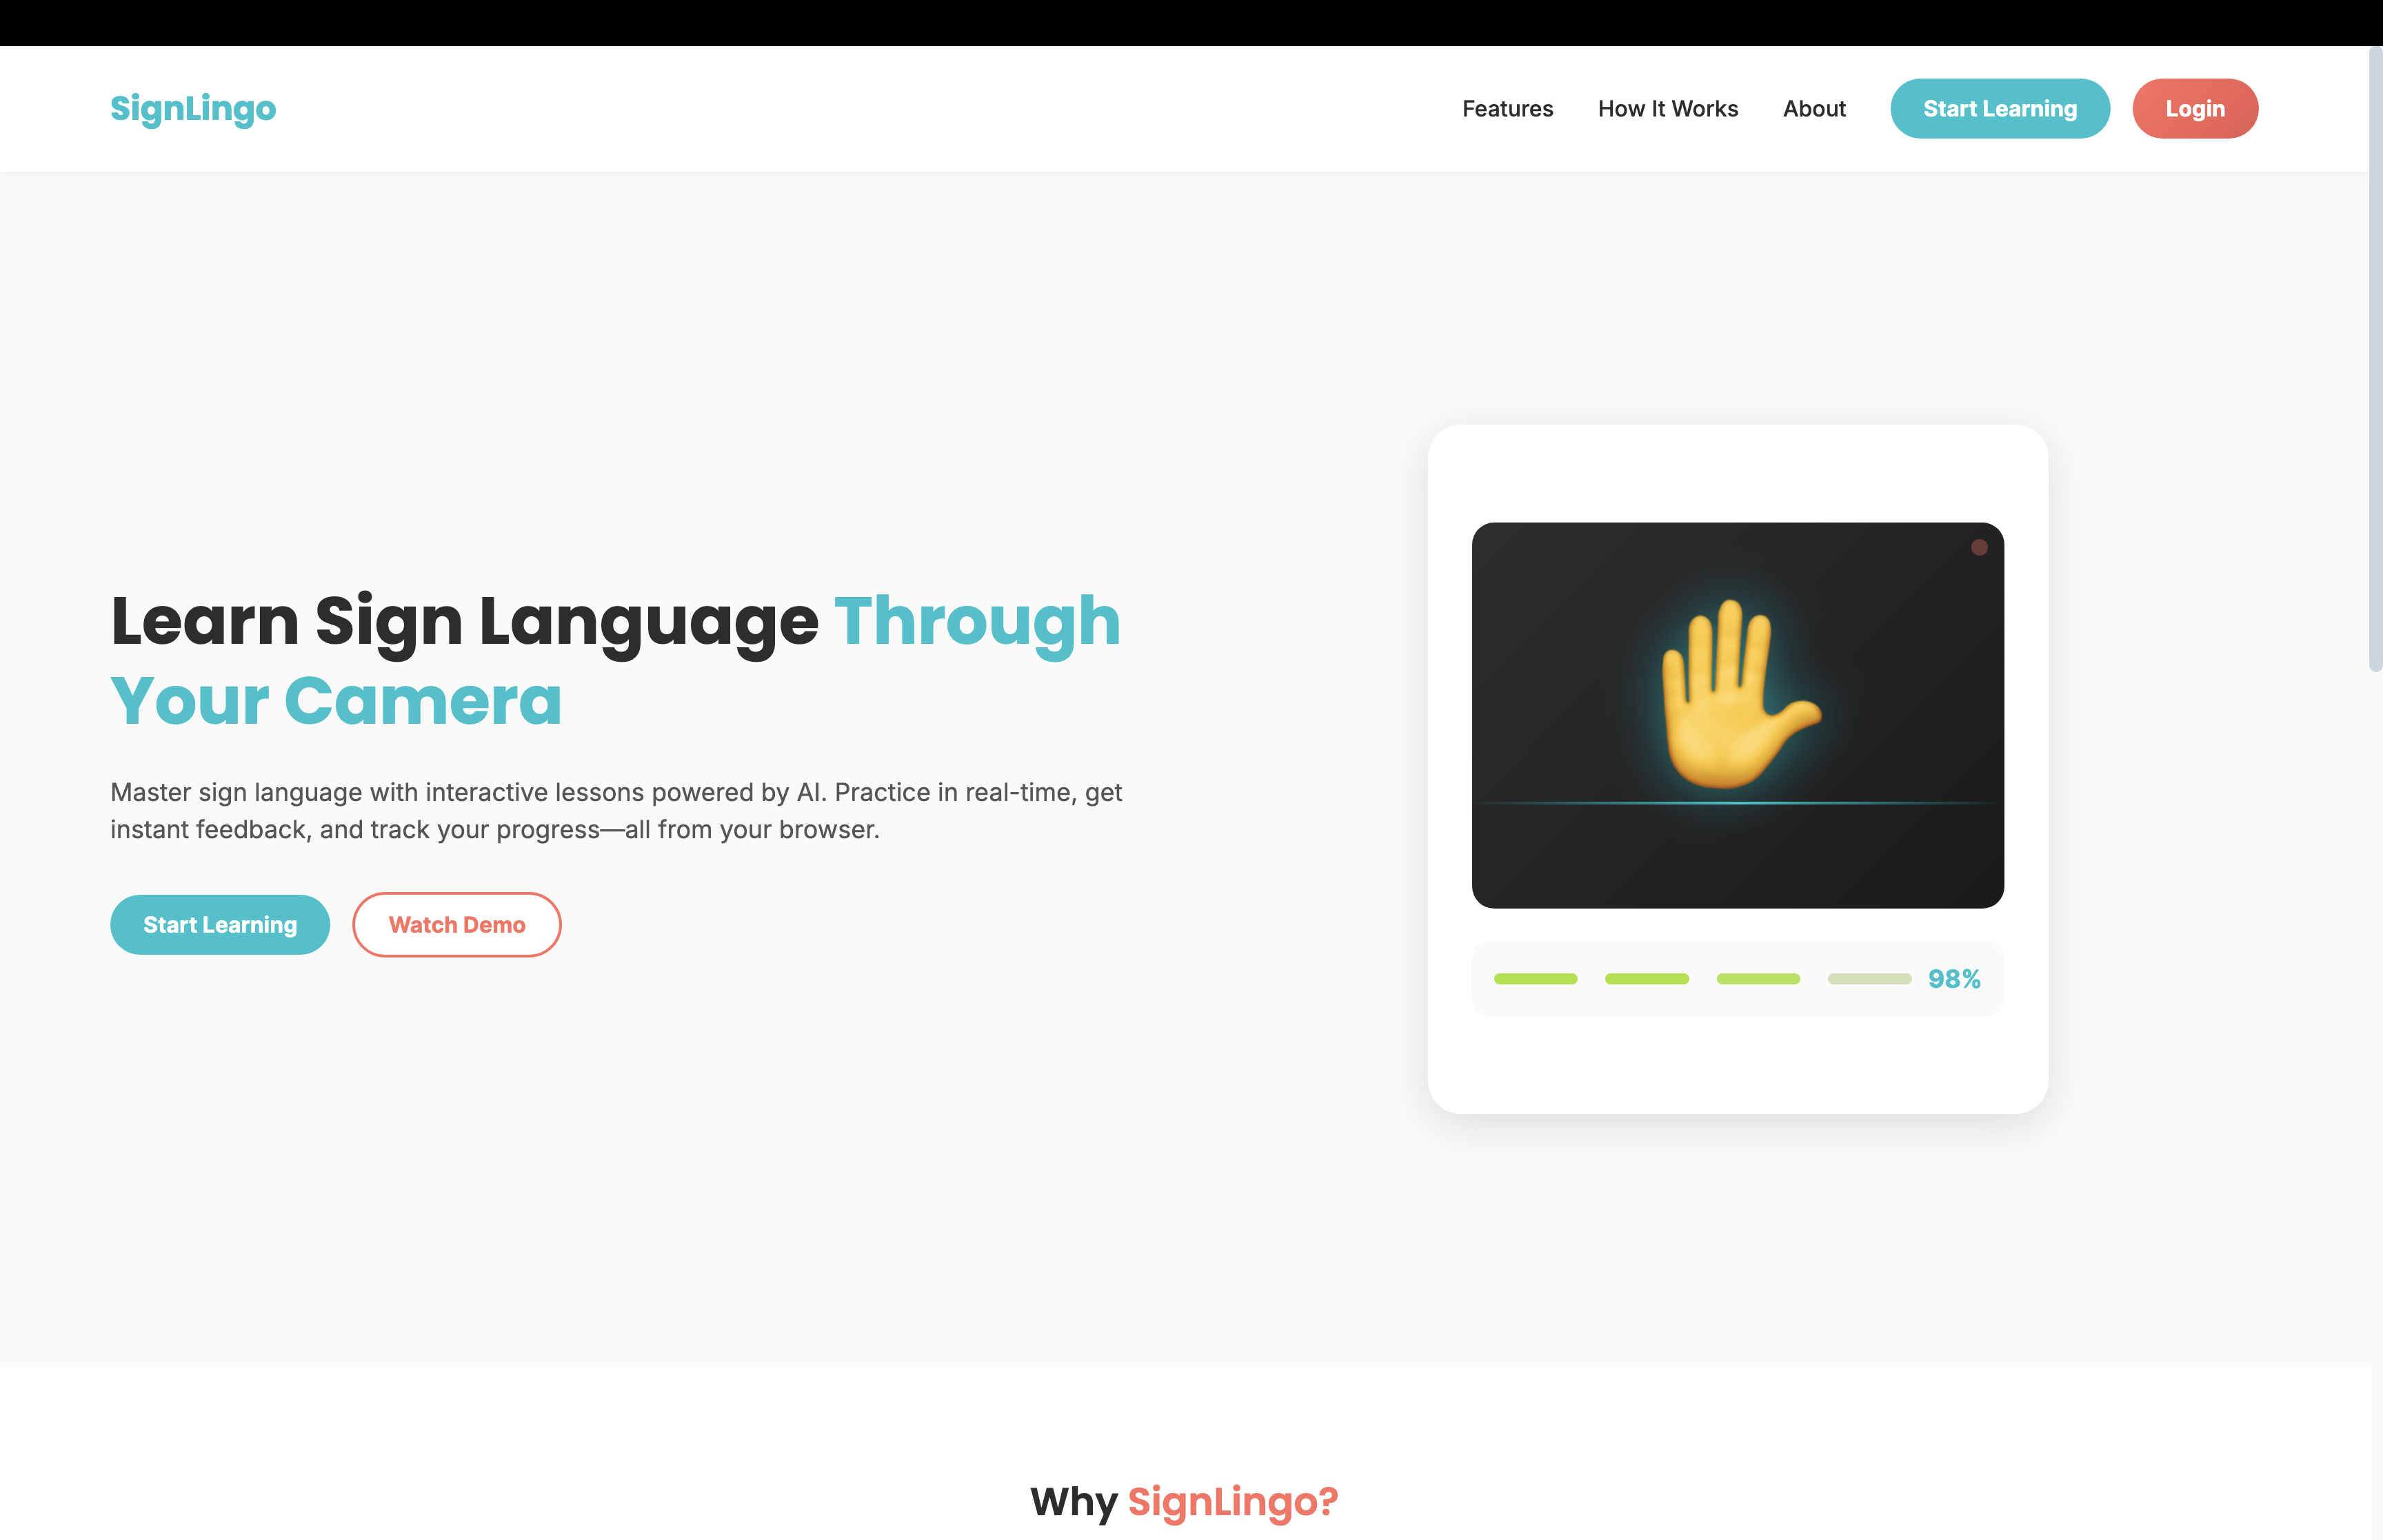 SignLingo
Features
How It Works
About
Start Learning
Login
Learn Sign Language Through
Your Camera
Master sign language with interactive lessons powered by AI. Practice in real-time, get
instant feedback, and track your progress—all from your browser.
Start Learning
Watch Demo
98%
Why SignLingo?